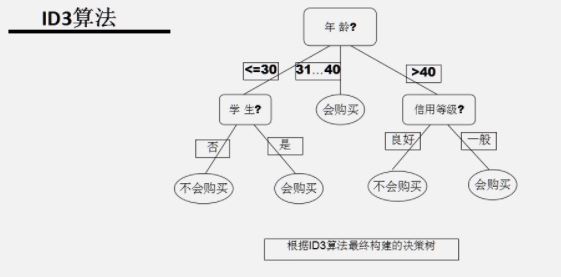 ID3算法
年 龄?
<=30
31…40
>40
学 生?
会购买
信用等级?
否
是
良好
一般
不会购买
会购买
不会购买
会购买
根据ID3算法最终构建的决策树